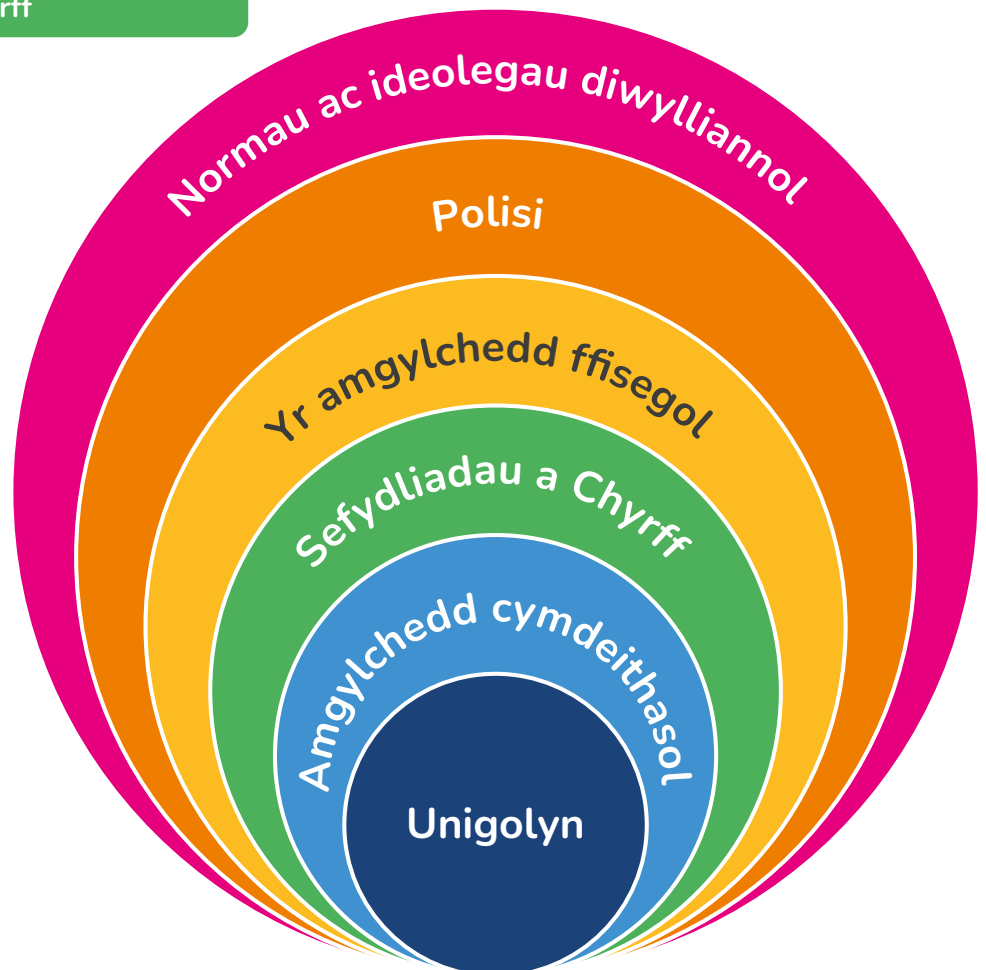 Normau ac ideolegau diwylliannol
Polisi
Yr amgylchedd ffisegol
Sefydliadau a Chyrff
Amgylchedd cymdeithasol
Unigolyn